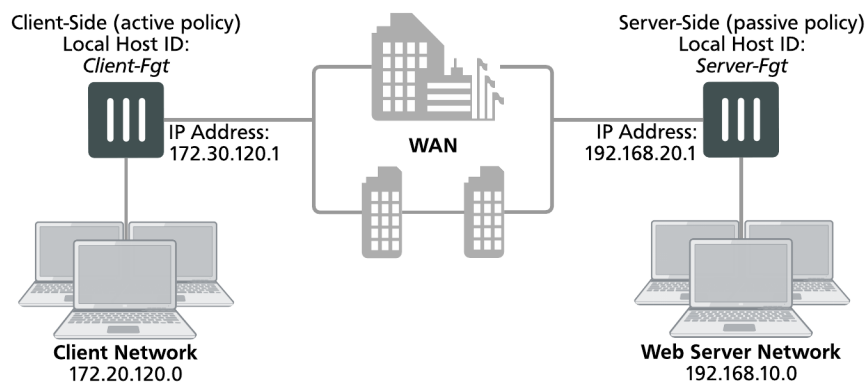 Client-Side (active policy)
Local Host ID:
Client-Fgt
IP Address:
172.30.120.1
Client Network
172.20.120.0
WAN
Server-Side (passive policy)
Local Host ID:
Server-Fgt
IP Address:
192.168.20.1
Web Server Network
192.168.10.0